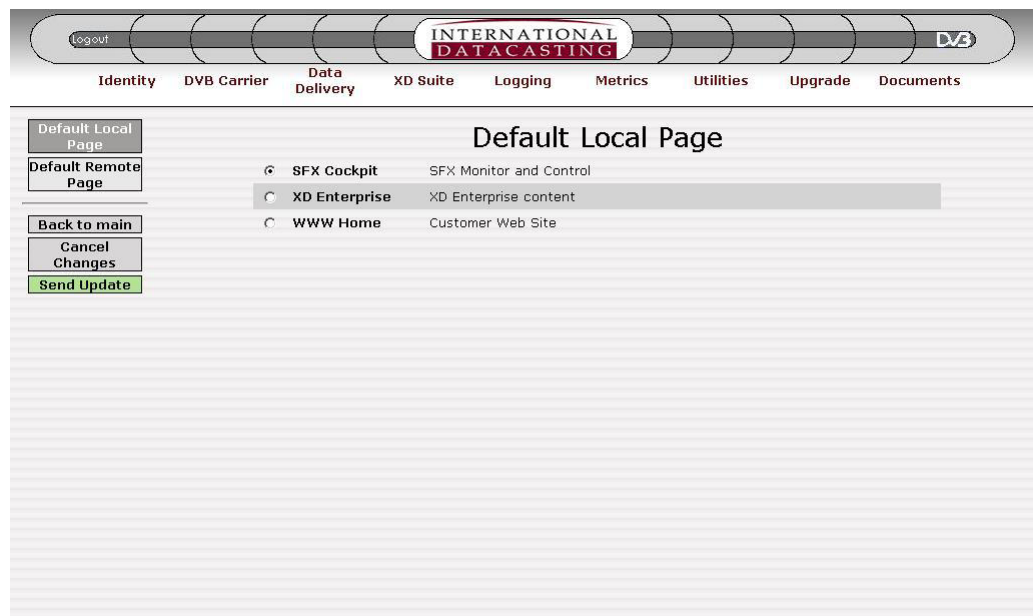 Logout
INTERNATIONAL
DATACASTING
DVB
Identity
DVB Carrier
Data
Delivery
XD Suite
Logging
Metrics
Utilities
Upgrade
Documents
Default Local
Page
Default Remote
Page
Back to main
Cancel
Changes
Send Update
Default Local Page
SFX Cockpit SFX Monitor and Control
XD Enterprise XD Enterprise content
WWW Home Customer Web Site